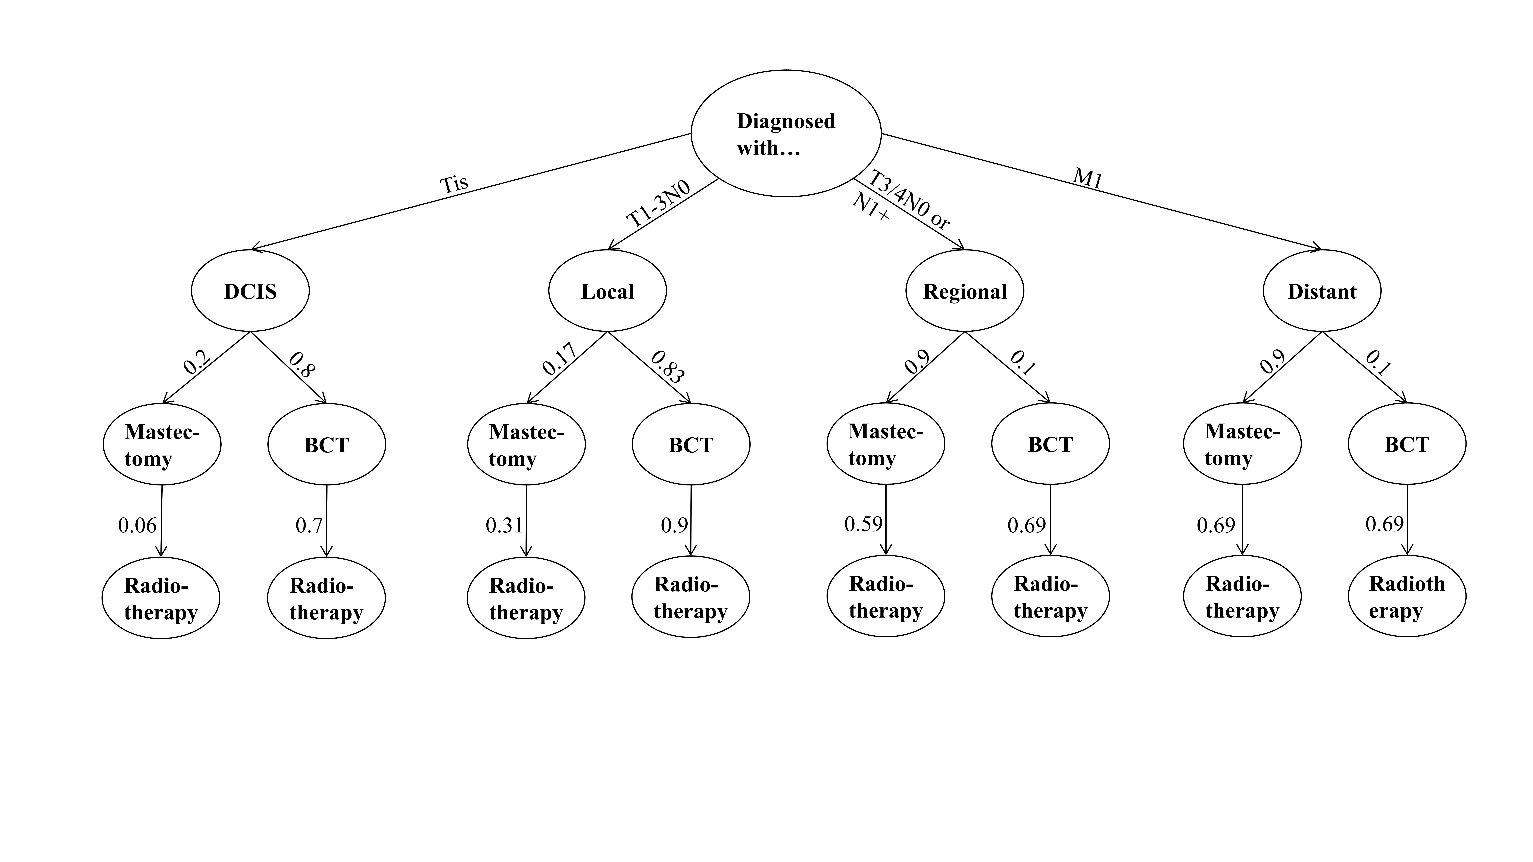 Diagnosed
with…
Tis
T1-3N0
T3/4N0 or
N1+
M1
DCIS
Local
Regional
Distant
0.2
0.8
0.17
0.83
0.9
0.1
0.9
0.1
Mastec-
tomy
BCT
Mastec-
tomy
BCT
Mastec-
tomy
BCT
Mastec-
tomy
BCT
0.06
0.7
0.31
0.9
0.59
0.69
0.69
0.69
Radio-
therapy
Radio-
therapy
Radio-
therapy
Radio-
therapy
Radio-
therapy
Radio-
therapy
Radio-
therapy
Radioth
erapy